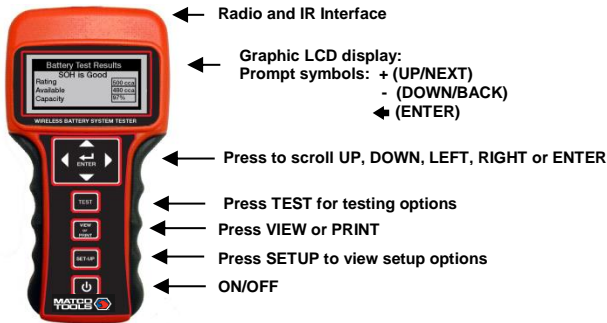 Radio and IR Interface
Graphic LCD display:
Prompt symbols: + (UP/NEXT)
- (DOWN/BACK)
(ENTER)
Battery Test Results
SOH is Good
Rating 500 cca
Available 480 cca
Capacity 97%
WIRELESS BATTERY SYSTEM TESTER
ENTER
Press to scroll UP, DOWN, LEFT, RIGHT or ENTER
TEST
Press TEST for testing options
VIEW
or
PRINT
Press VIEW or PRINT
SET-UP
Press SETUP to view setup options
ON/OFF
MATCO
TOOLS